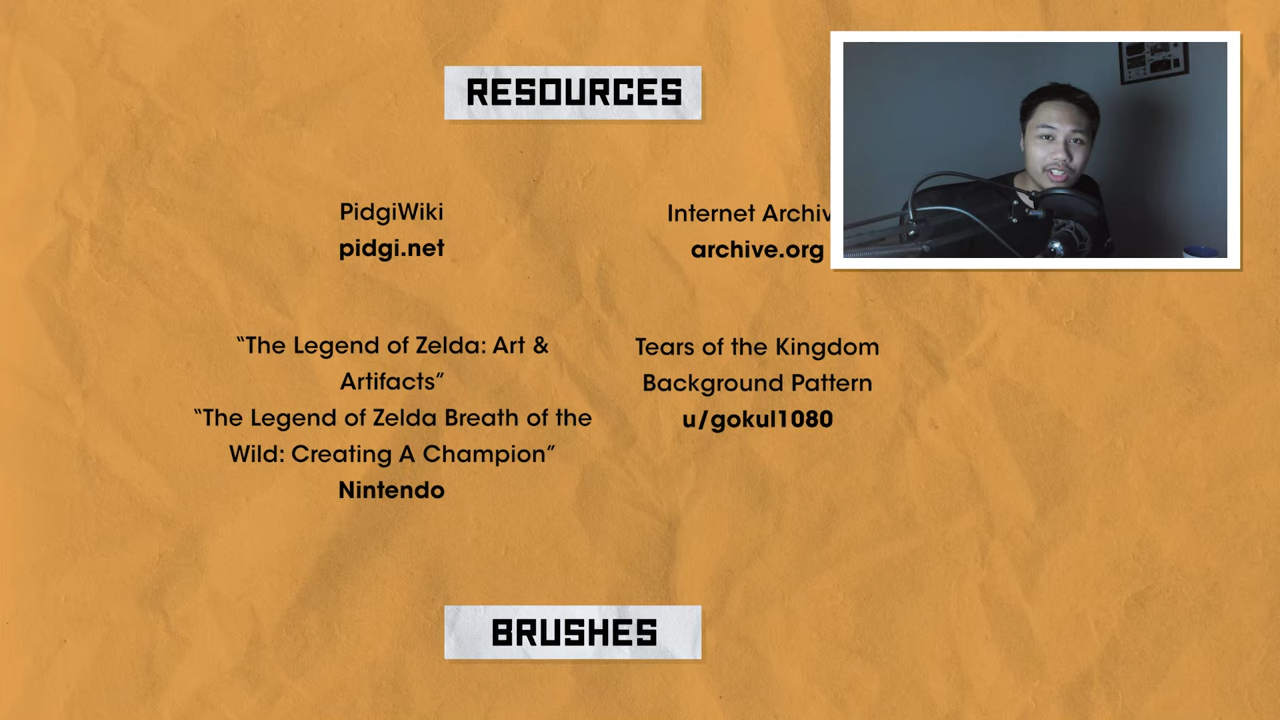 RESOURCES
PidgiWiki
pidgi.net
Internet Archiv
archive.org
“The Legend of Zelda: Art &
Artifacts”
“The Legend of Zelda Breath of the
Wild: Creating A Champion”
Nintendo
Tears of the Kingdom
Background Pattern
u/gokul1080
BRUSHES